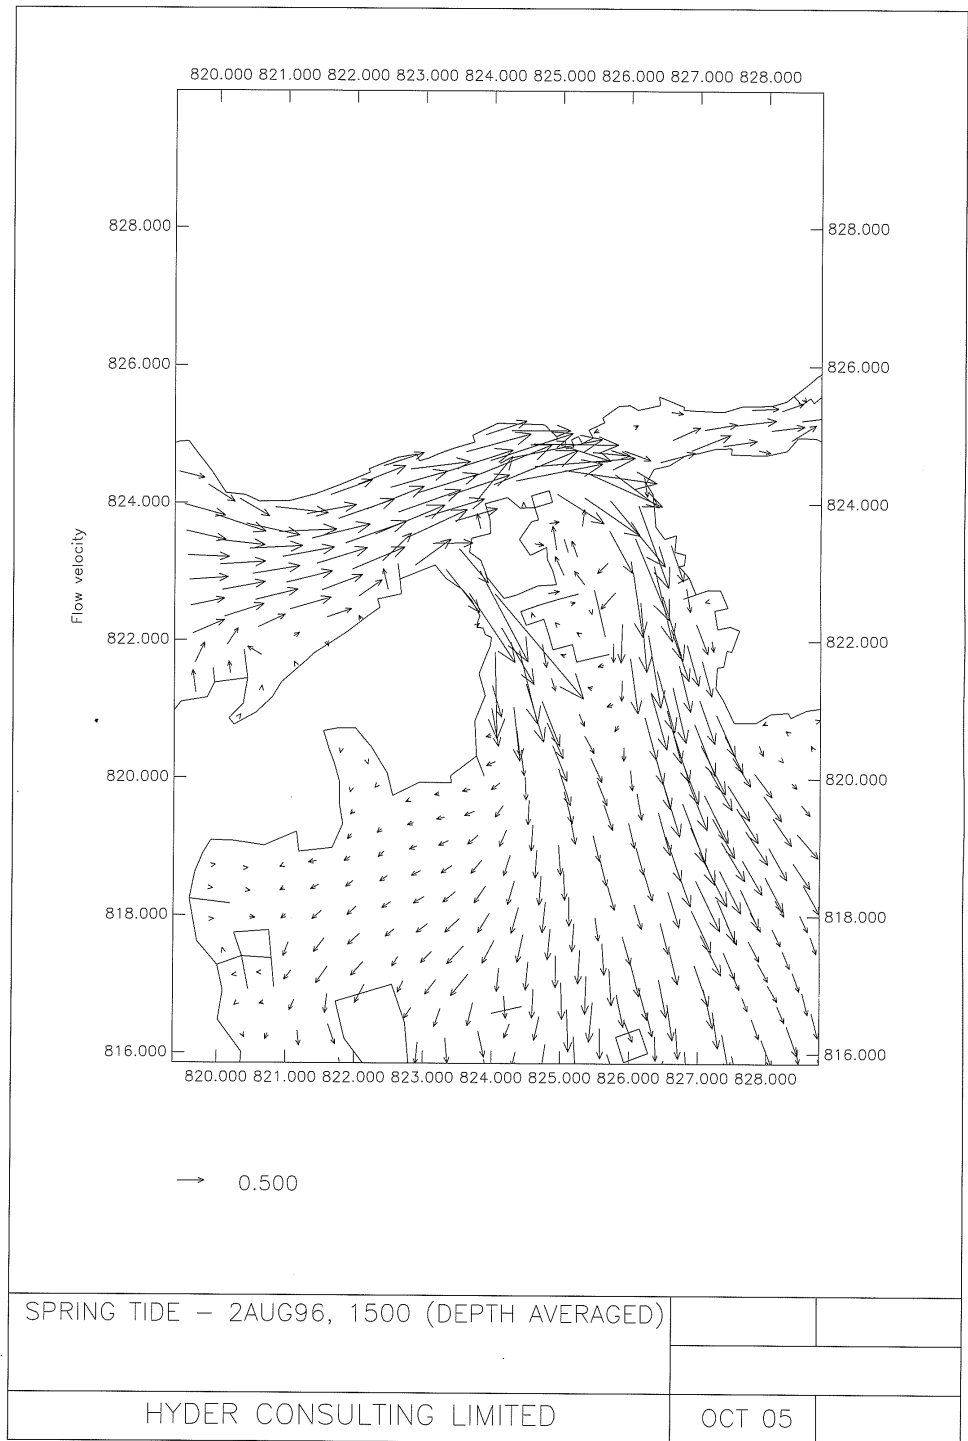 820.000 821.000 822.000 823.000 824.000 825.000 826.000 827.000 828.000
828.000 828.000
826.000 826.000
824.000 824.000
Flow velocity
822.000 822.000
820.000 820.000
818.000 818.000
816.000 816.000
820.000 821.000 822.000 823.000 824.000 825.000 826.000 827.000 828.000
0.500
SPRING TIDE - 2AUG96, 1500 (DEPTH AVERAGED)
HYDER CONSULTING LIMITED
OCT 05